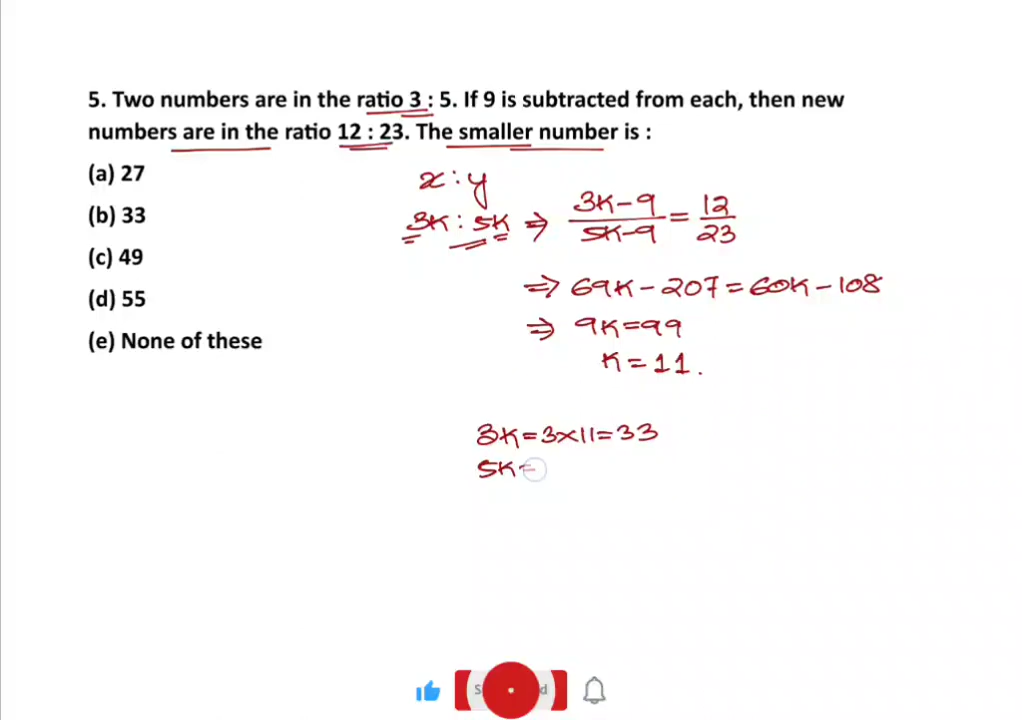 5. Two numbers are in the ratio 3 : 5. If 9 is subtracted from each, then new
numbers are in the ratio 12 : 23. The smaller number is :
(a) 27
(b) 33
(c) 49
(d) 55
(e) None of these
x : y
3K : 5K ⇒ (3K-9)/(5K-9) = 12/23
⇒ 69K - 207 = 60K - 108
⇒ 9K = 99
K = 11.
3K = 3×11 = 33
5K =